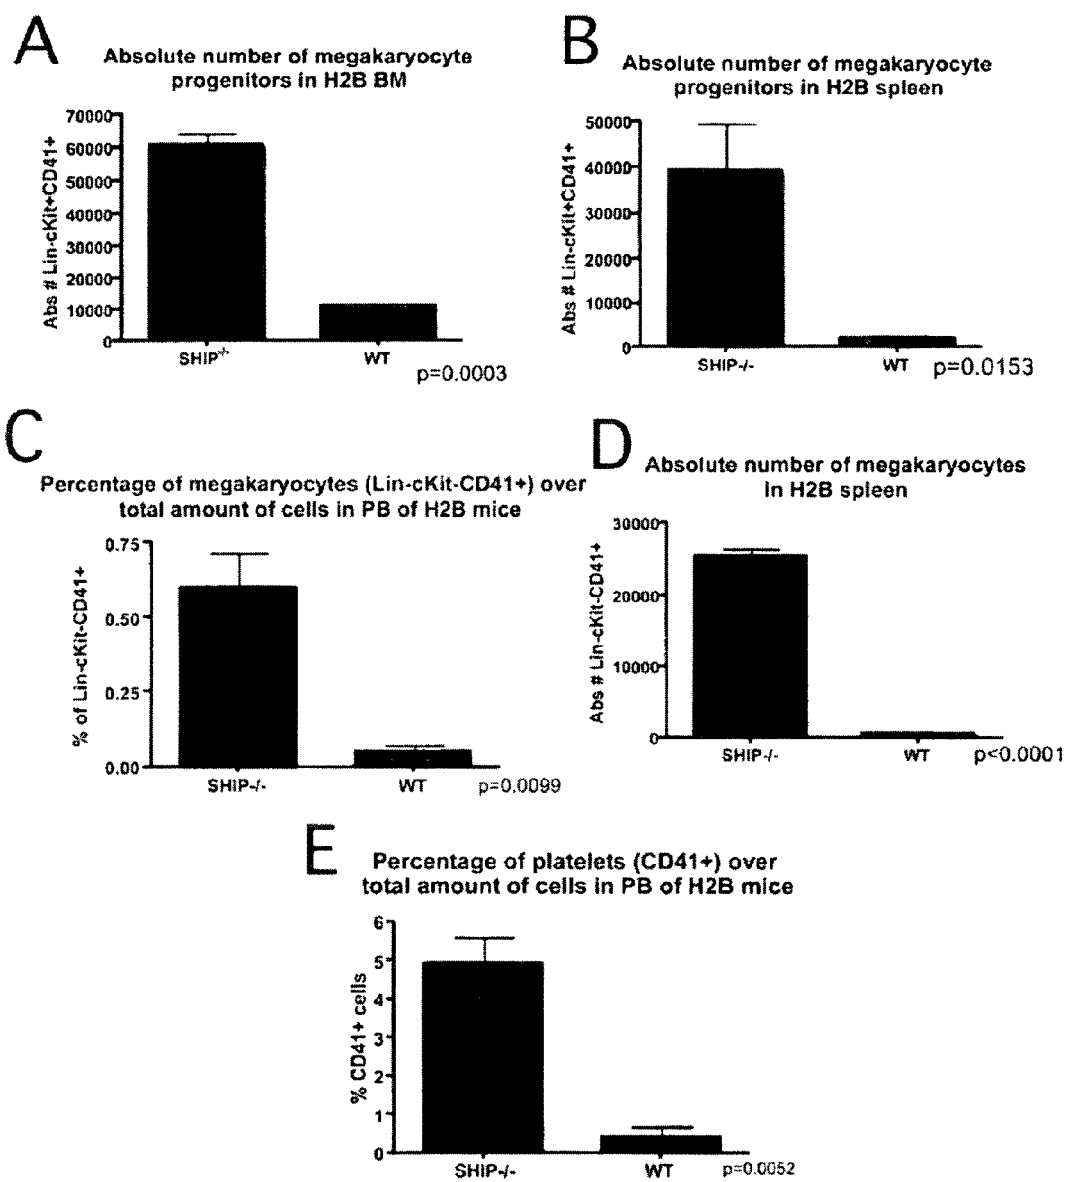 A
Absolute number of megakaryocyte
progenitors in H2B BM
Abs # Lin-cKit+CD41+
70000
60000
50000
40000
30000
20000
10000
0
SHIP-/-
WT
p=0.0003
B
Absolute number of megakaryocyte
progenitors in H2B spleen
Abs # Lin-cKit+CD41+
50000
40000
30000
20000
10000
0
SHIP-/-
WT
p=0.0153
C
Percentage of megakaryocytes (Lin-cKit-CD41+) over
total amount of cells in PB of H2B mice
% of Lin-cKit-CD41+
0.75
0.50
0.25
0.00
SHIP-/-
WT
p=0.0099
D
Absolute number of megakaryocytes
in H2B spleen
Abs # Lin-cKit-CD41+
30000
20000
10000
0
SHIP-/-
WT
p<0.0001
E
Percentage of platelets (CD41+) over
total amount of cells in PB of H2B mice
% CD41+ cells
6
5
4
3
2
1
0
SHIP-/-
WT
p=0.0052